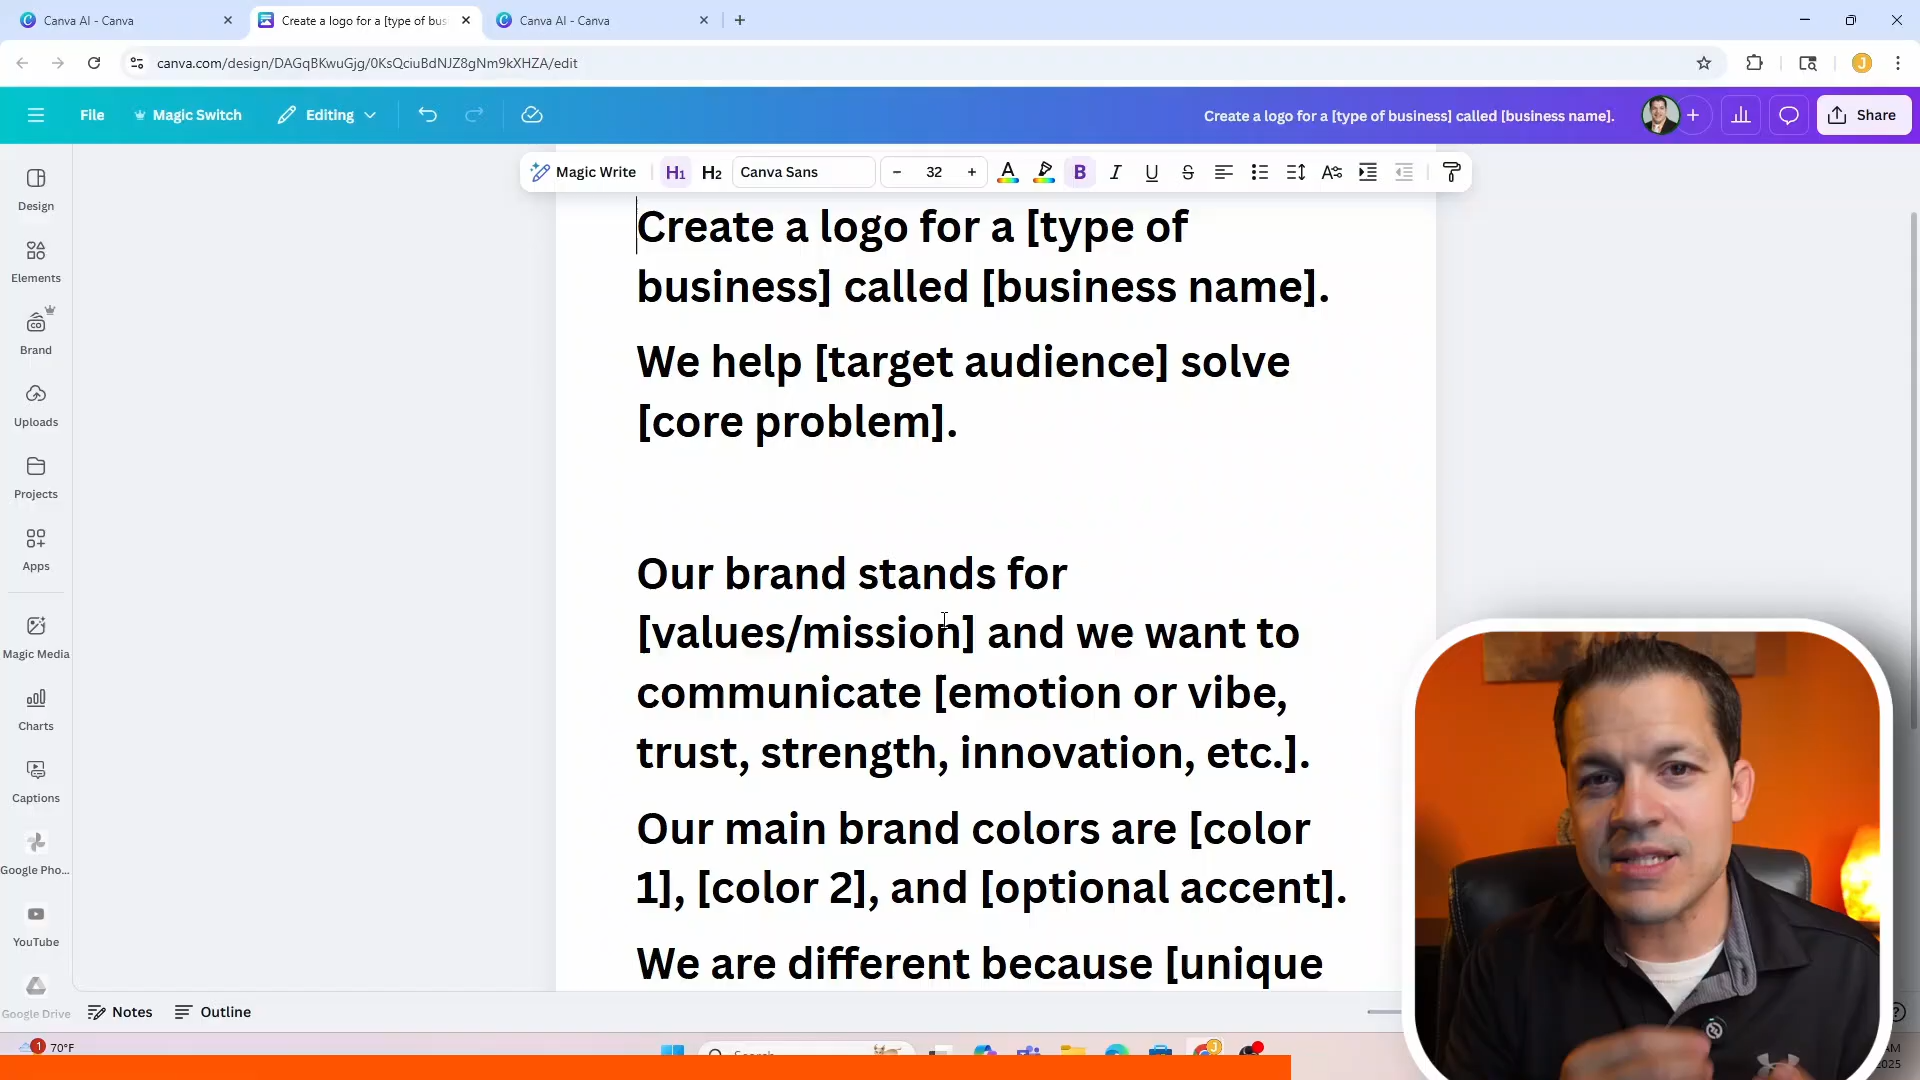 Canva AI - Canva
Create a logo for a [type of bus
Canva AI - Canva
canva.com/design/DAGqBKwuGjg/0KsQciuBdNJZ8gNm9kXHZA/edit
J
File
Magic Switch
Editing
Create a logo for a [type of business] called [business name].
Share
Magic Write
H1
H2
Canva Sans
– 32 +
A
B
I
U
S
Design
Elements
Brand
Uploads
Projects
Apps
Magic Media
Charts
Captions
Google Pho...
YouTube
Google Drive
Create a logo for a [type of
business] called [business name].
We help [target audience] solve
[core problem].
Our brand stands for
[values/mission] and we want to
communicate [emotion or vibe,
trust, strength, innovation, etc.].
Our main brand colors are [color
1], [color 2], and [optional accent].
We are different because [unique
Notes
Outline
1
70°F
Search
AM
2025